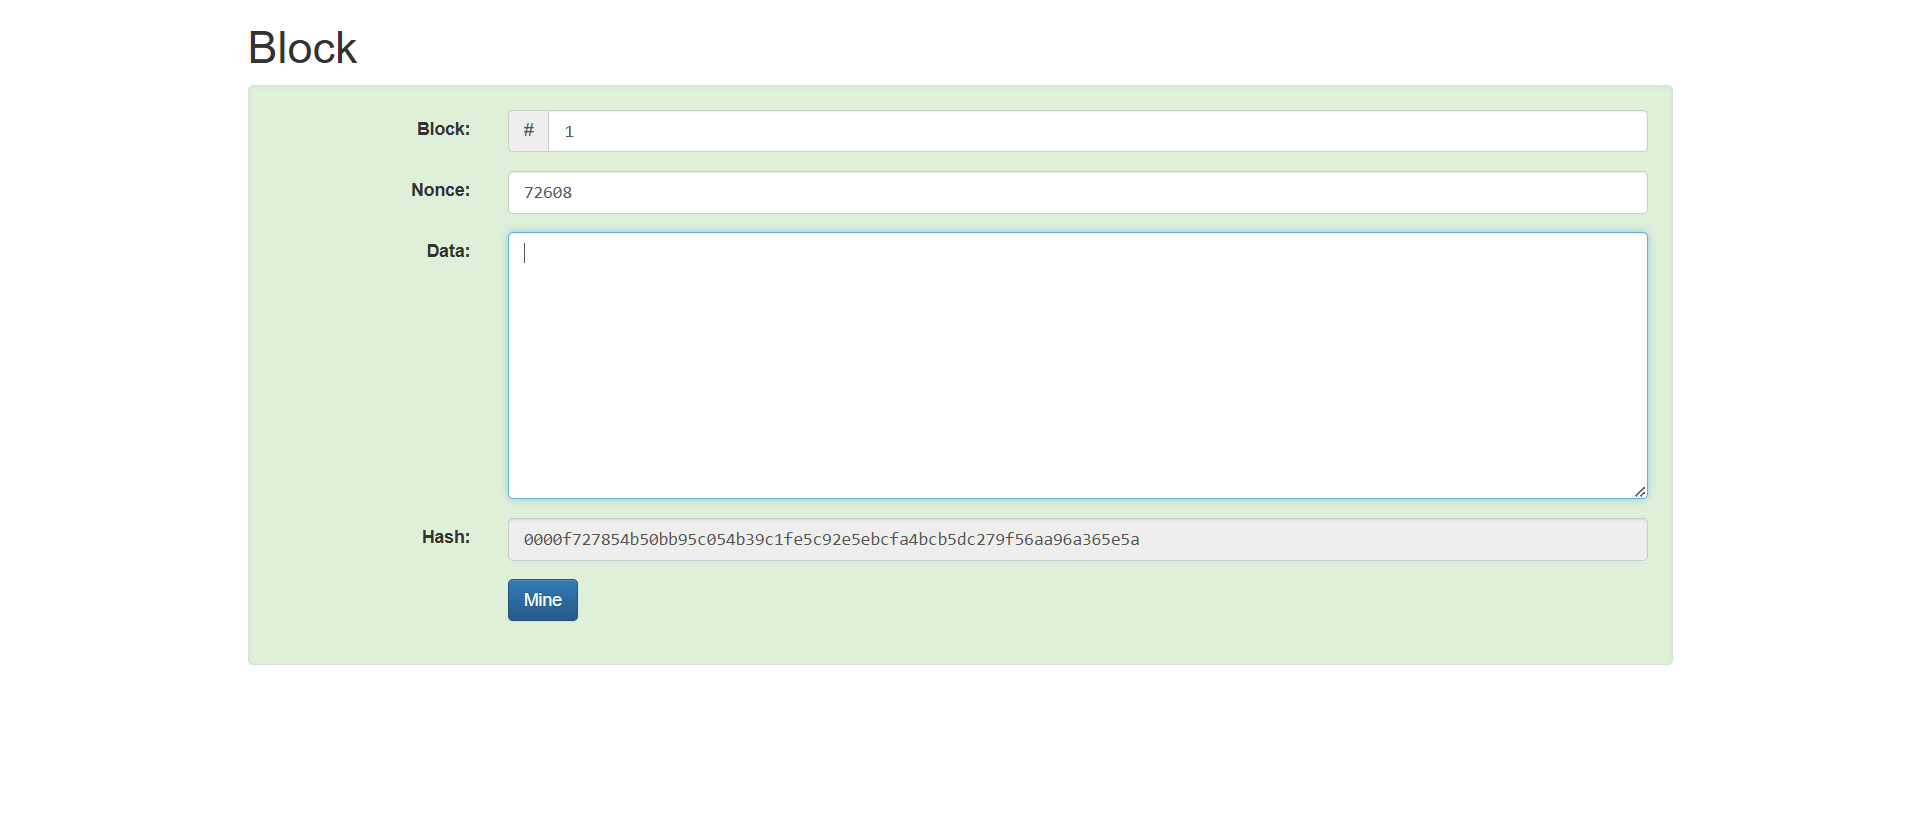 Block
Block: # 1
Nonce: 72608
Data:
Hash: 0000f727854b50bb95c054b39c1fe5c92e5ebcfa4bcb5dc279f56aa96a365e5a
Mine